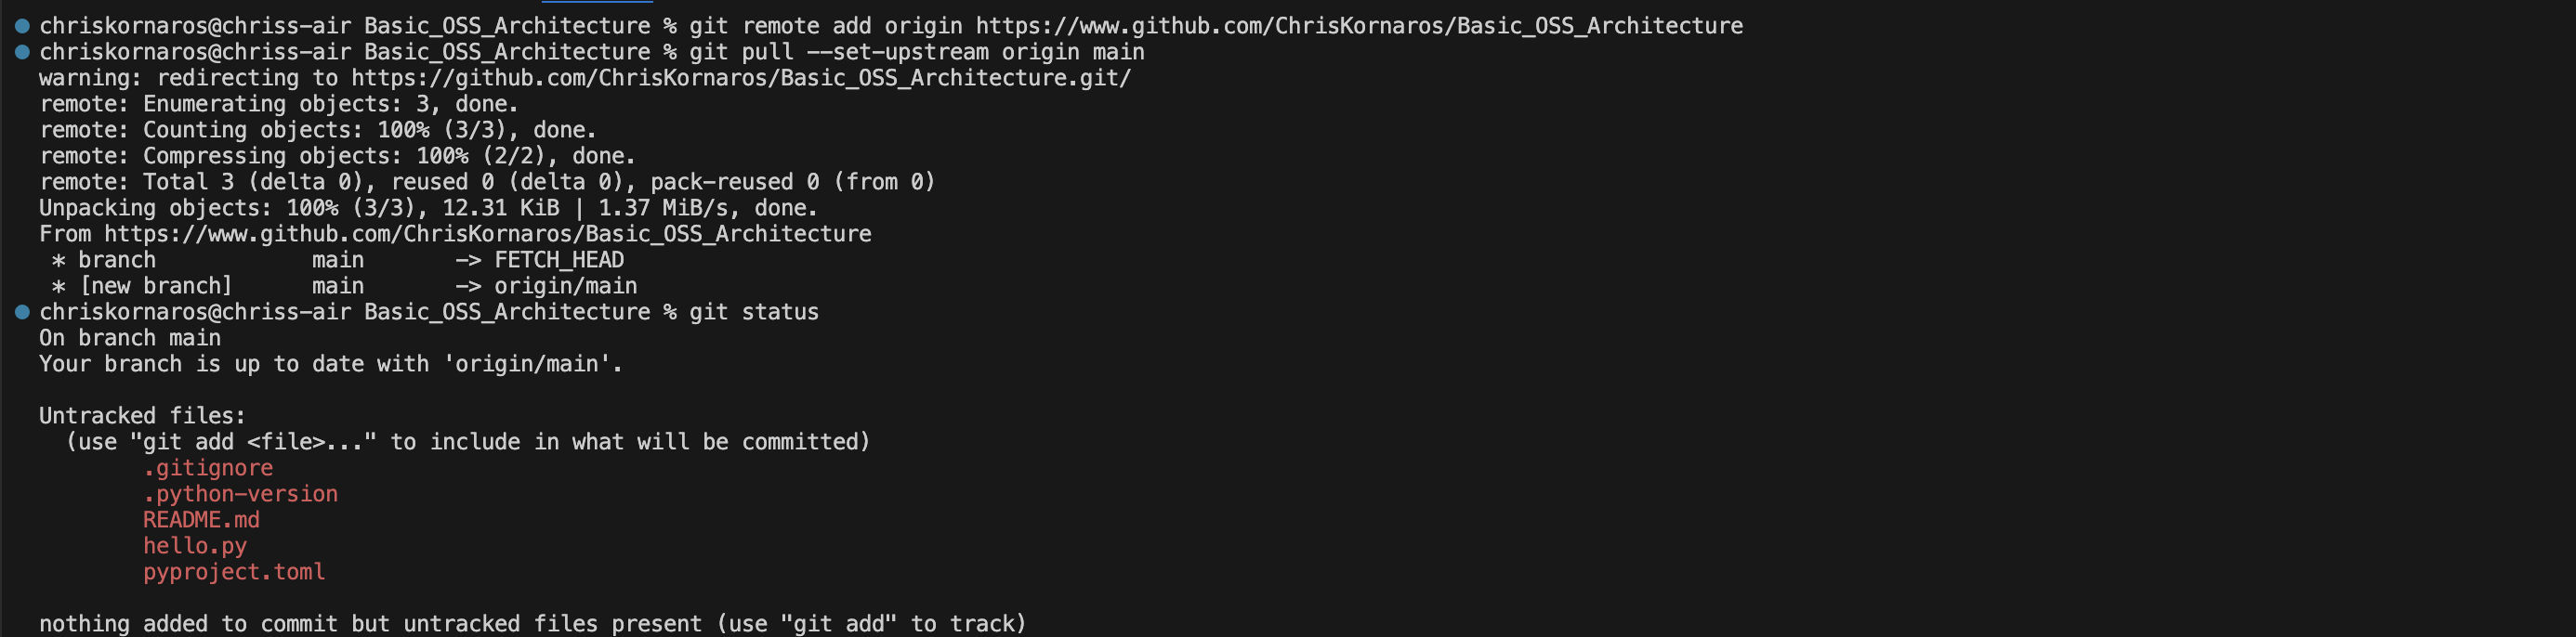 chriskornaros@chriss-air Basic_OSS_Architecture % git remote add origin https://www.github.com/ChrisKornaros/Basic_OSS_Architecture
chriskornaros@chriss-air Basic_OSS_Architecture % git pull --set-upstream origin main
warning: redirecting to https://github.com/ChrisKornaros/Basic_OSS_Architecture.git/
remote: Enumerating objects: 3, done.
remote: Counting objects: 100% (3/3), done.
remote: Compressing objects: 100% (2/2), done.
remote: Total 3 (delta 0), reused 0 (delta 0), pack-reused 0 (from 0)
Unpacking objects: 100% (3/3), 12.31 KiB | 1.37 MiB/s, done.
From https://www.github.com/ChrisKornaros/Basic_OSS_Architecture
 * branch            main       -> FETCH_HEAD
 * [new branch]      main       -> origin/main
chriskornaros@chriss-air Basic_OSS_Architecture % git status
On branch main
Your branch is up to date with 'origin/main'.

Untracked files:
  (use "git add <file>..." to include in what will be committed)
        .gitignore
        .python-version
        README.md
        hello.py
        pyproject.toml

nothing added to commit but untracked files present (use "git add" to track)